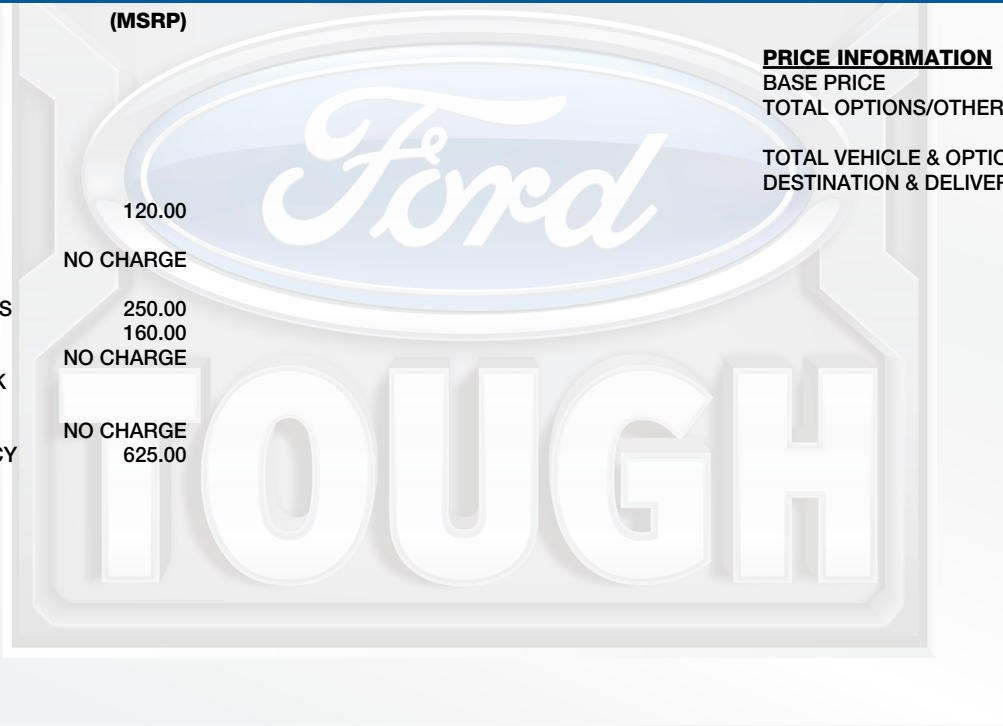 (MSRP)
120.00
NO CHARGE
S 250.00
160.00
NO CHARGE
K
NO CHARGE
CY 625.00
PRICE INFORMATION
BASE PRICE
TOTAL OPTIONS/OTHER
TOTAL VEHICLE & OPTIO
DESTINATION & DELIVER
Ford
TOUGH